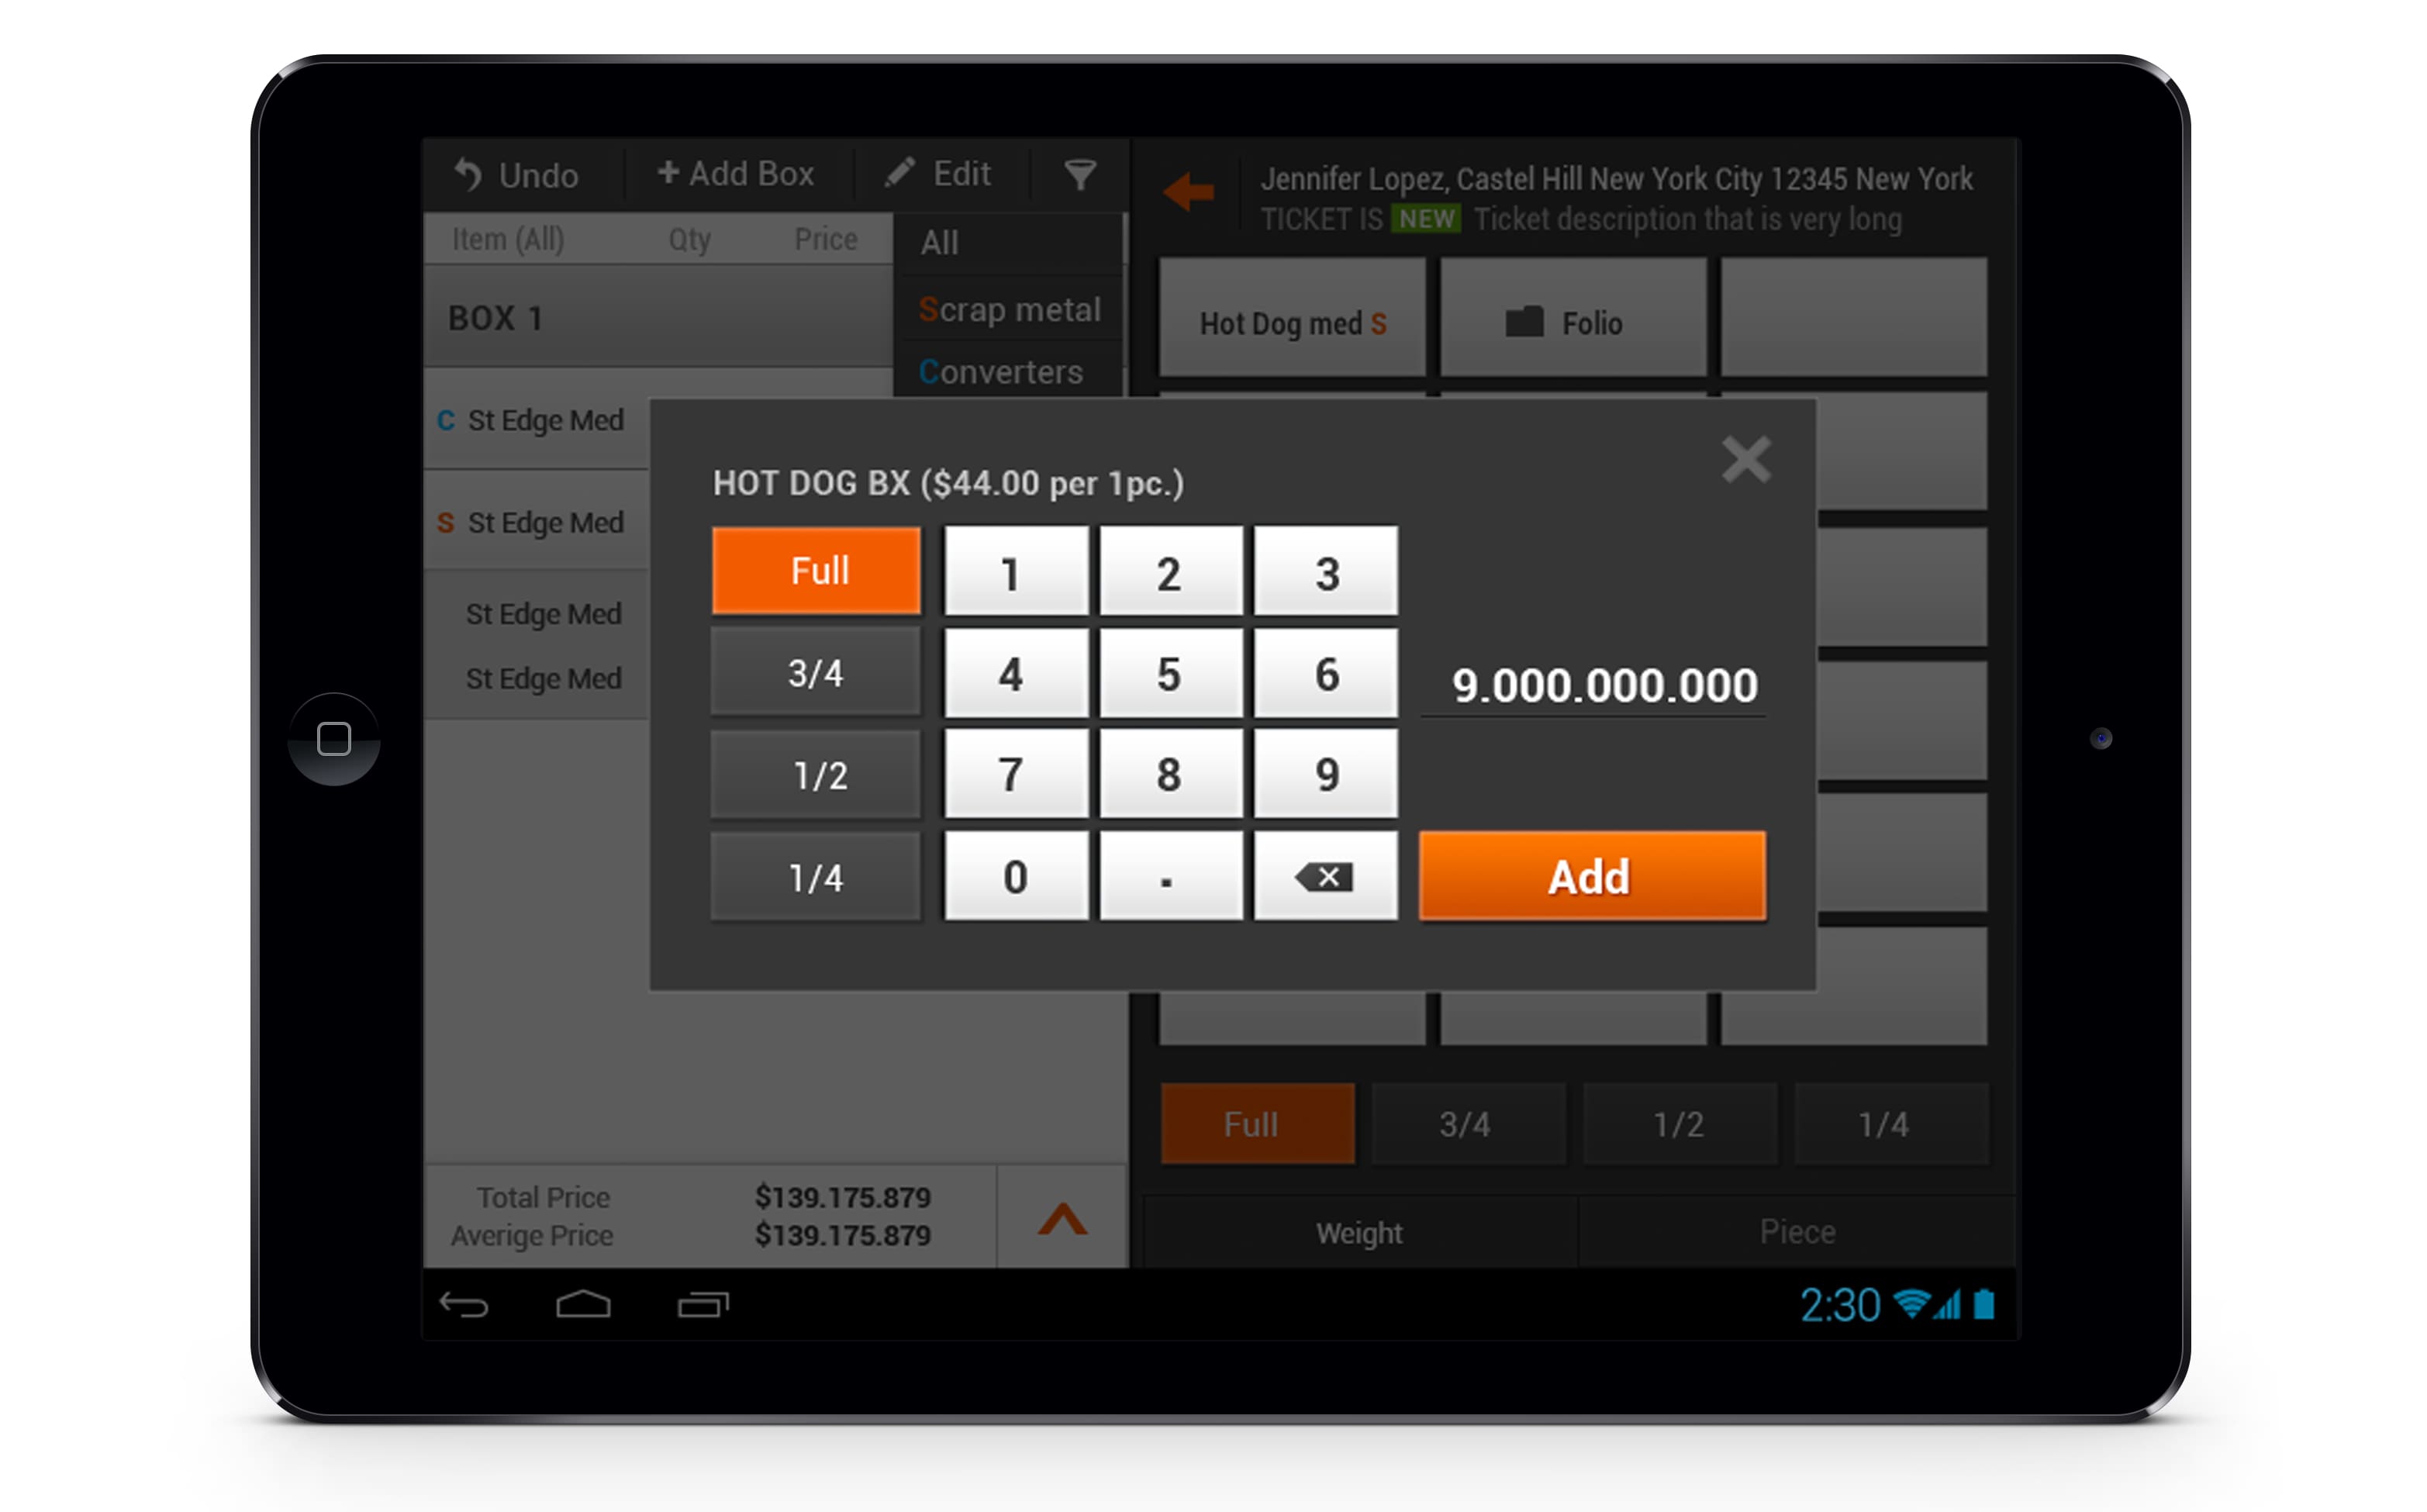 Undo
+ Add Box
Edit
Item (All) Qty Price
All
Scrap metal
Converters
BOX 1
C St Edge Med
S St Edge Med
St Edge Med
St Edge Med
Total Price $139.175.879
Averige Price $139.175.879
Jennifer Lopez, Castel Hill New York City 12345 New York
TICKET IS NEW Ticket description that is very long
Hot Dog med S
Folio
HOT DOG BX ($44.00 per 1pc.)
Full 1 2 3
3/4 4 5 6
9.000.000.000
1/2 7 8 9
1/4 0 .
Add
Full 3/4 1/2 1/4
Weight Piece
2:30